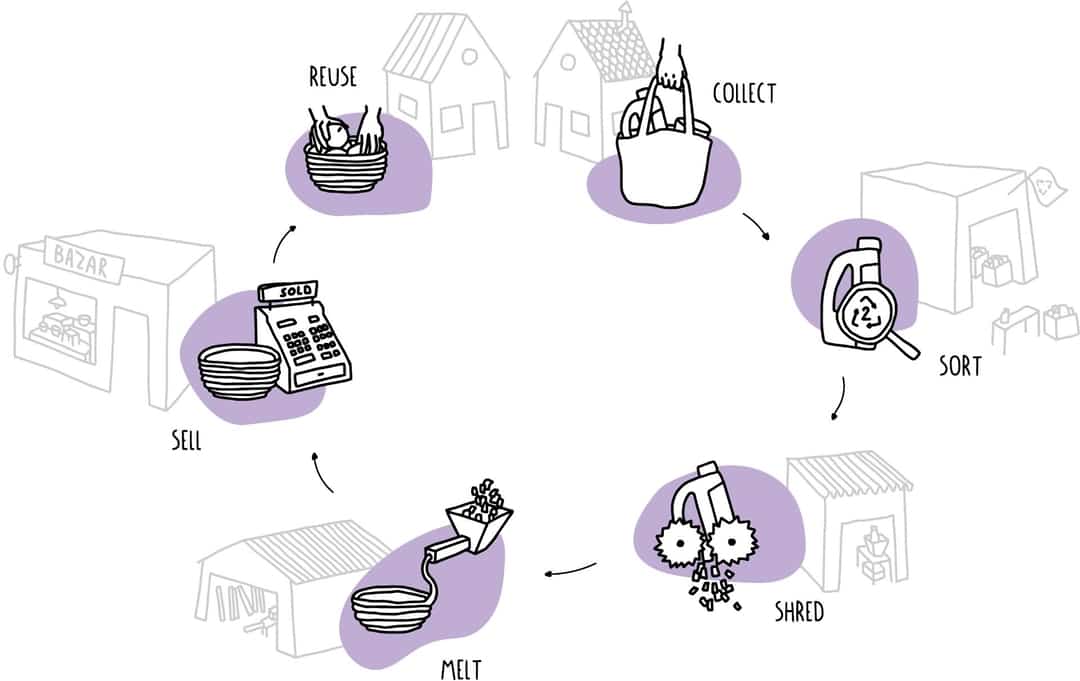 REUSE
COLLECT
BAZAR
SOLD
2
SORT
SELL
SHRED
MELT